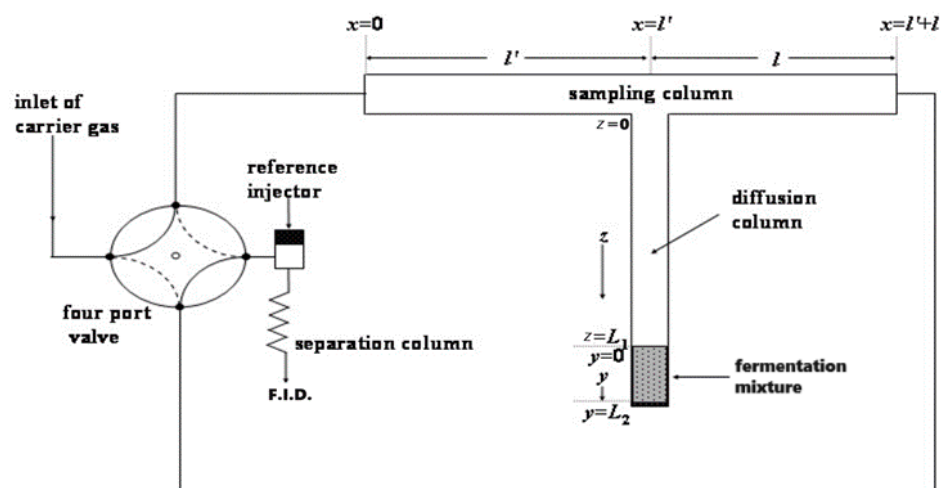 x=0
x=l'
x=l'+l
l'
l
sampling column
z=0
inlet of
carrier gas
reference
injector
diffusion
column
z
four port
valve
separation column
F.I.D.
z=L1
y=0
y
y=L2
fermentation
mixture